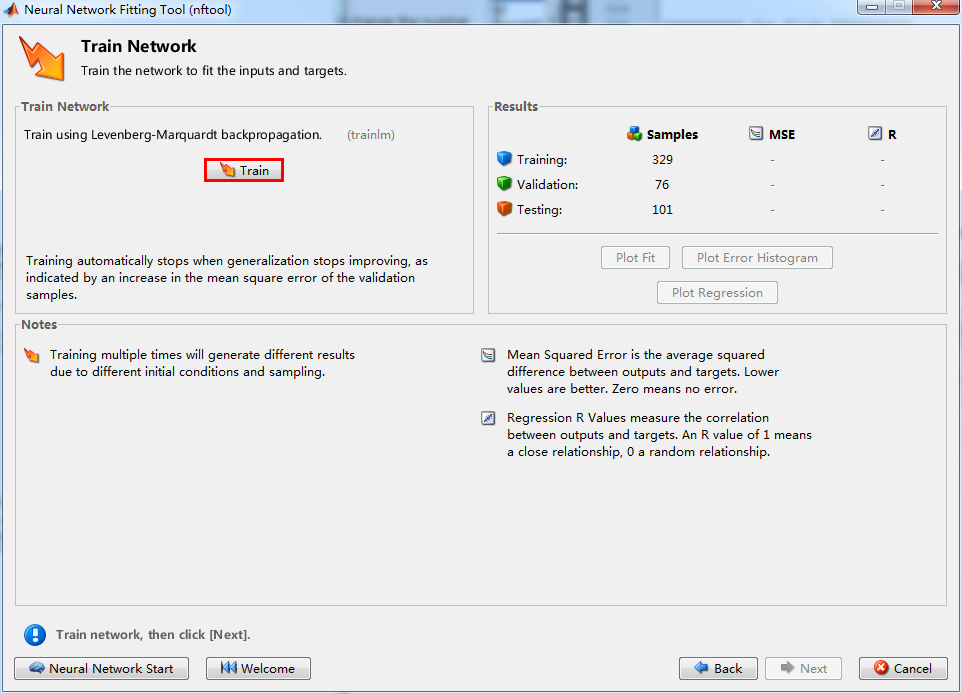 Neural Network Fitting Tool (nftool)
Train Network
Train the network to fit the inputs and targets.
Train Network
Train using Levenberg-Marquardt backpropagation. (trainlm)
Train
Training automatically stops when generalization stops improving, as
indicated by an increase in the mean square error of the validation
samples.
Results
Samples MSE R
Training: 329 - -
Validation: 76 - -
Testing: 101 - -
Plot Fit Plot Error Histogram
Plot Regression
Notes
Training multiple times will generate different results
due to different initial conditions and sampling.
Mean Squared Error is the average squared
difference between outputs and targets. Lower
values are better. Zero means no error.
Regression R Values measure the correlation
between outputs and targets. An R value of 1 means
a close relationship, 0 a random relationship.
Train network, then click [Next].
Neural Network Start Welcome Back Next Cancel